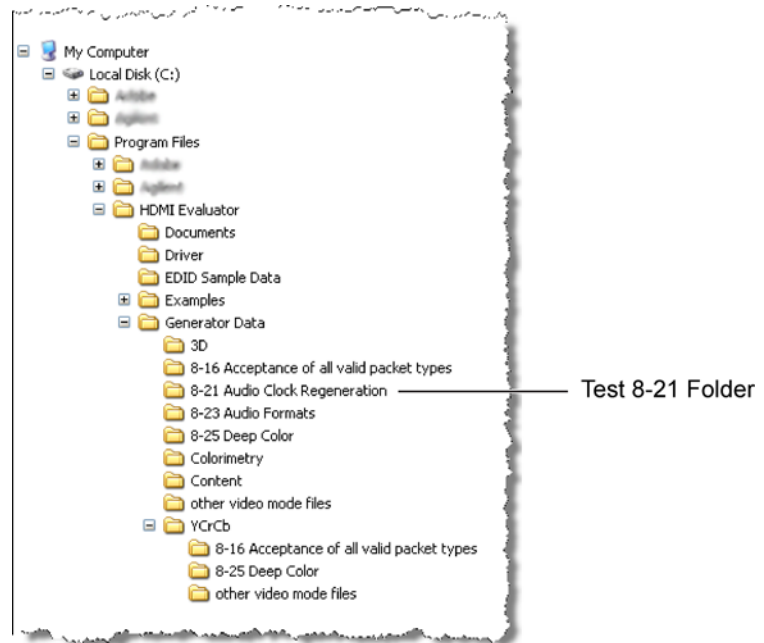 My Computer
Local Disk (C:)
Program Files
HDMI Evaluator
Documents
Driver
EDID Sample Data
Examples
Generator Data
3D
8-16 Acceptance of all valid packet types
8-21 Audio Clock Regeneration
Test 8-21 Folder
8-23 Audio Formats
8-25 Deep Color
Colorimetry
Content
other video mode files
YCrCb
8-16 Acceptance of all valid packet types
8-25 Deep Color
other video mode files